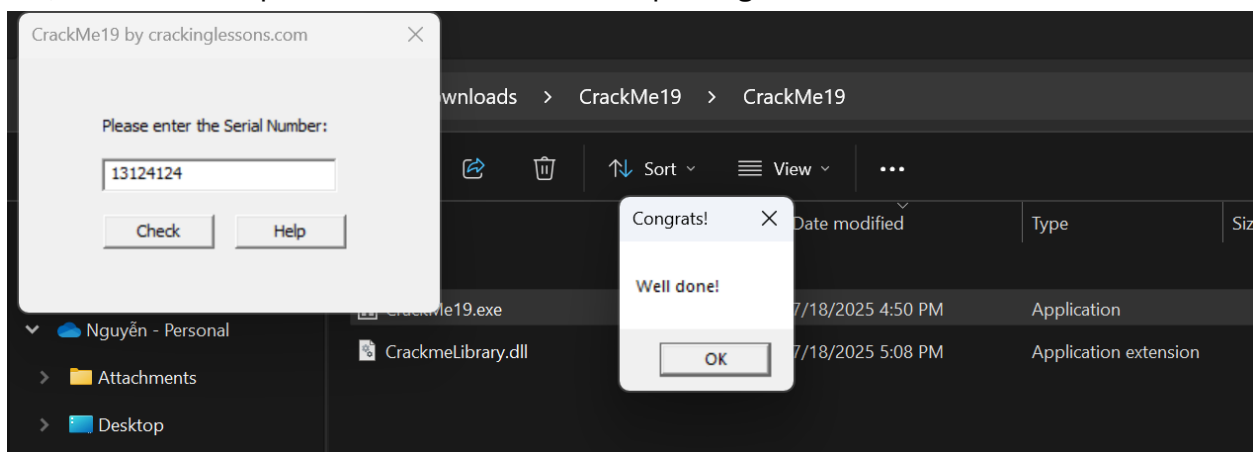 CrackMe19 by crackinglessons.com
wnloads > CrackMe19 > CrackMe19
Please enter the Serial Number:
13124124
Sort
View
Check
Help
Congrats!
Date modified
Type
Siz
Well done!
CrackMe19.exe
7/18/2025 4:50 PM
Application
Nguyễn - Personal
CrackmeLibrary.dll
OK
7/18/2025 5:08 PM
Application extension
Attachments
Desktop